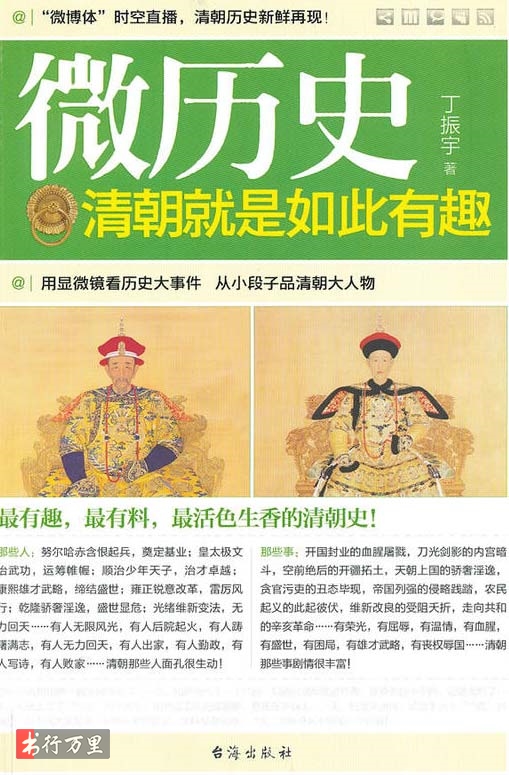 @ “微博体”时空直播，清朝历史新鲜再现！
微历史
丁振宇 著
清朝就是如此有趣
@ 用显微镜看历史大事件 从小段子品清朝大人物
最有趣，最有料，最活色生香的清朝史！
那些人：努尔哈赤含恨起兵，奠定基业；皇太极文
治武功，运筹帷幄；顺治少年天子，治才卓越；
康熙雄才武略，缔结盛世；雍正锐意改革，雷厉风
行；乾隆骄奢淫逸，盛世显危；光绪维新变法，无
力回天……有人无限风光，有人后院起火，有人踌
躇满志，有人无力回天，有人出家，有人勤政，有
人写诗，有人败家……清朝那些人面孔很生动！
那些事：开国封业的血腥屠戮，刀光剑影的内宫暗
斗，空前绝后的开疆拓土，天朝上国的骄奢淫逸，
贪官污吏的丑态毕现，帝国列强的侵略践踏，农民
起义的此起彼伏，维新改良的受阻夭折，走向共和
的辛亥革命……有荣光，有屈辱，有温情，有血腥，
有盛世，有困局，有雄才武略，有丧权辱国……清朝
那些事剧情很丰富！
书行万里
台海出版社